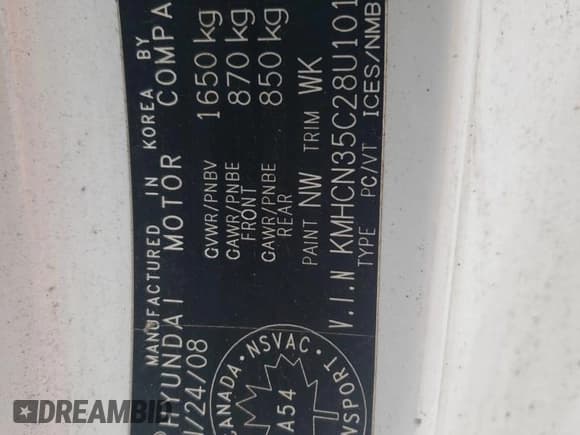 MANUFACTURED IN KOREA BY
HYUNDAI MOTOR COMPA
/24/08
GVWR/PNBV 1650 kg
GAWR/PNBE 870 kg
FRONT
GAWR/PNBE 850 kg
REAR
PAINT NW TRIM WK
V.I.N KMHCN35C28U101
TYPE PC/VT ICES/NMB
CANADA · NSVAC ·
A54
VSPORT
DREAMBID